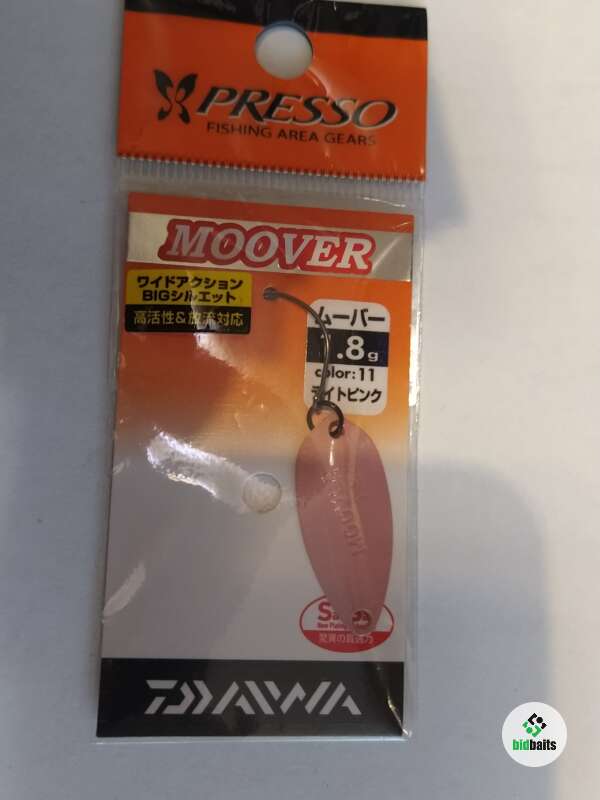 PRESSO
FISHING AREA GEARS
MOOVER
ワイドアクション
BIGシルエット
高活性&放流対応
ムーバー
.8g
color:11
ライトピンク
MOOVER
DAIWA
bidbaits